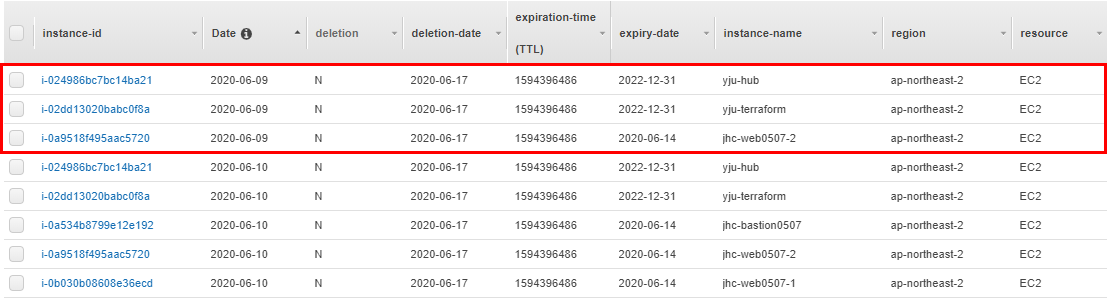 instance-id Date deletion deletion-date expiration-time (TTL) expiry-date instance-name region resource
i-024986bc7bc14ba21 2020-06-09 N 2020-06-17 1594396486 2022-12-31 yju-hub ap-northeast-2 EC2
i-02dd13020babc0f8a 2020-06-09 N 2020-06-17 1594396486 2022-12-31 yju-terraform ap-northeast-2 EC2
i-0a9518f495aac5720 2020-06-09 N 2020-06-17 1594396486 2020-06-14 jhc-web0507-2 ap-northeast-2 EC2
i-024986bc7bc14ba21 2020-06-10 N 2020-06-17 1594396486 2022-12-31 yju-hub ap-northeast-2 EC2
i-02dd13020babc0f8a 2020-06-10 N 2020-06-17 1594396486 2022-12-31 yju-terraform ap-northeast-2 EC2
i-0a534b8799e12e192 2020-06-10 N 2020-06-17 1594396486 2020-06-14 jhc-bastion0507 ap-northeast-2 EC2
i-0a9518f495aac5720 2020-06-10 N 2020-06-17 1594396486 2020-06-14 jhc-web0507-2 ap-northeast-2 EC2
i-0b030b08608e36ecd 2020-06-10 N 2020-06-17 1594396486 2020-06-14 jhc-web0507-1 ap-northeast-2 EC2